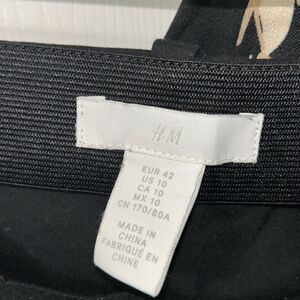 H&M
EUR 42
US 10
CA 10
MX 10
CN 170/80A
MADE IN
CHINA
FABRIQUÉ EN
CHINE